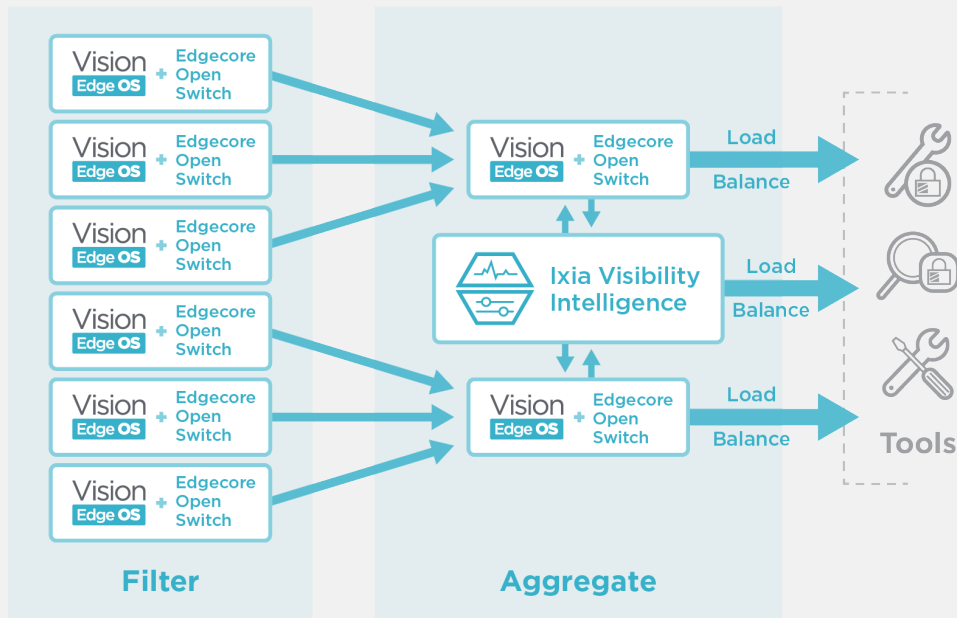 Vision
Edge OS
+
Edgecore
Open
Switch
Vision
Edge OS
+
Edgecore
Open
Switch
Vision
Edge OS
+
Edgecore
Open
Switch
Vision
Edge OS
+
Edgecore
Open
Switch
Vision
Edge OS
+
Edgecore
Open
Switch
Vision
Edge OS
+
Edgecore
Open
Switch
Filter
Vision
Edge OS
+
Edgecore
Open
Switch
Ixia Visibility
Intelligence
Vision
Edge OS
+
Edgecore
Open
Switch
Aggregate
Load
Balance
Load
Balance
Load
Balance
Tools